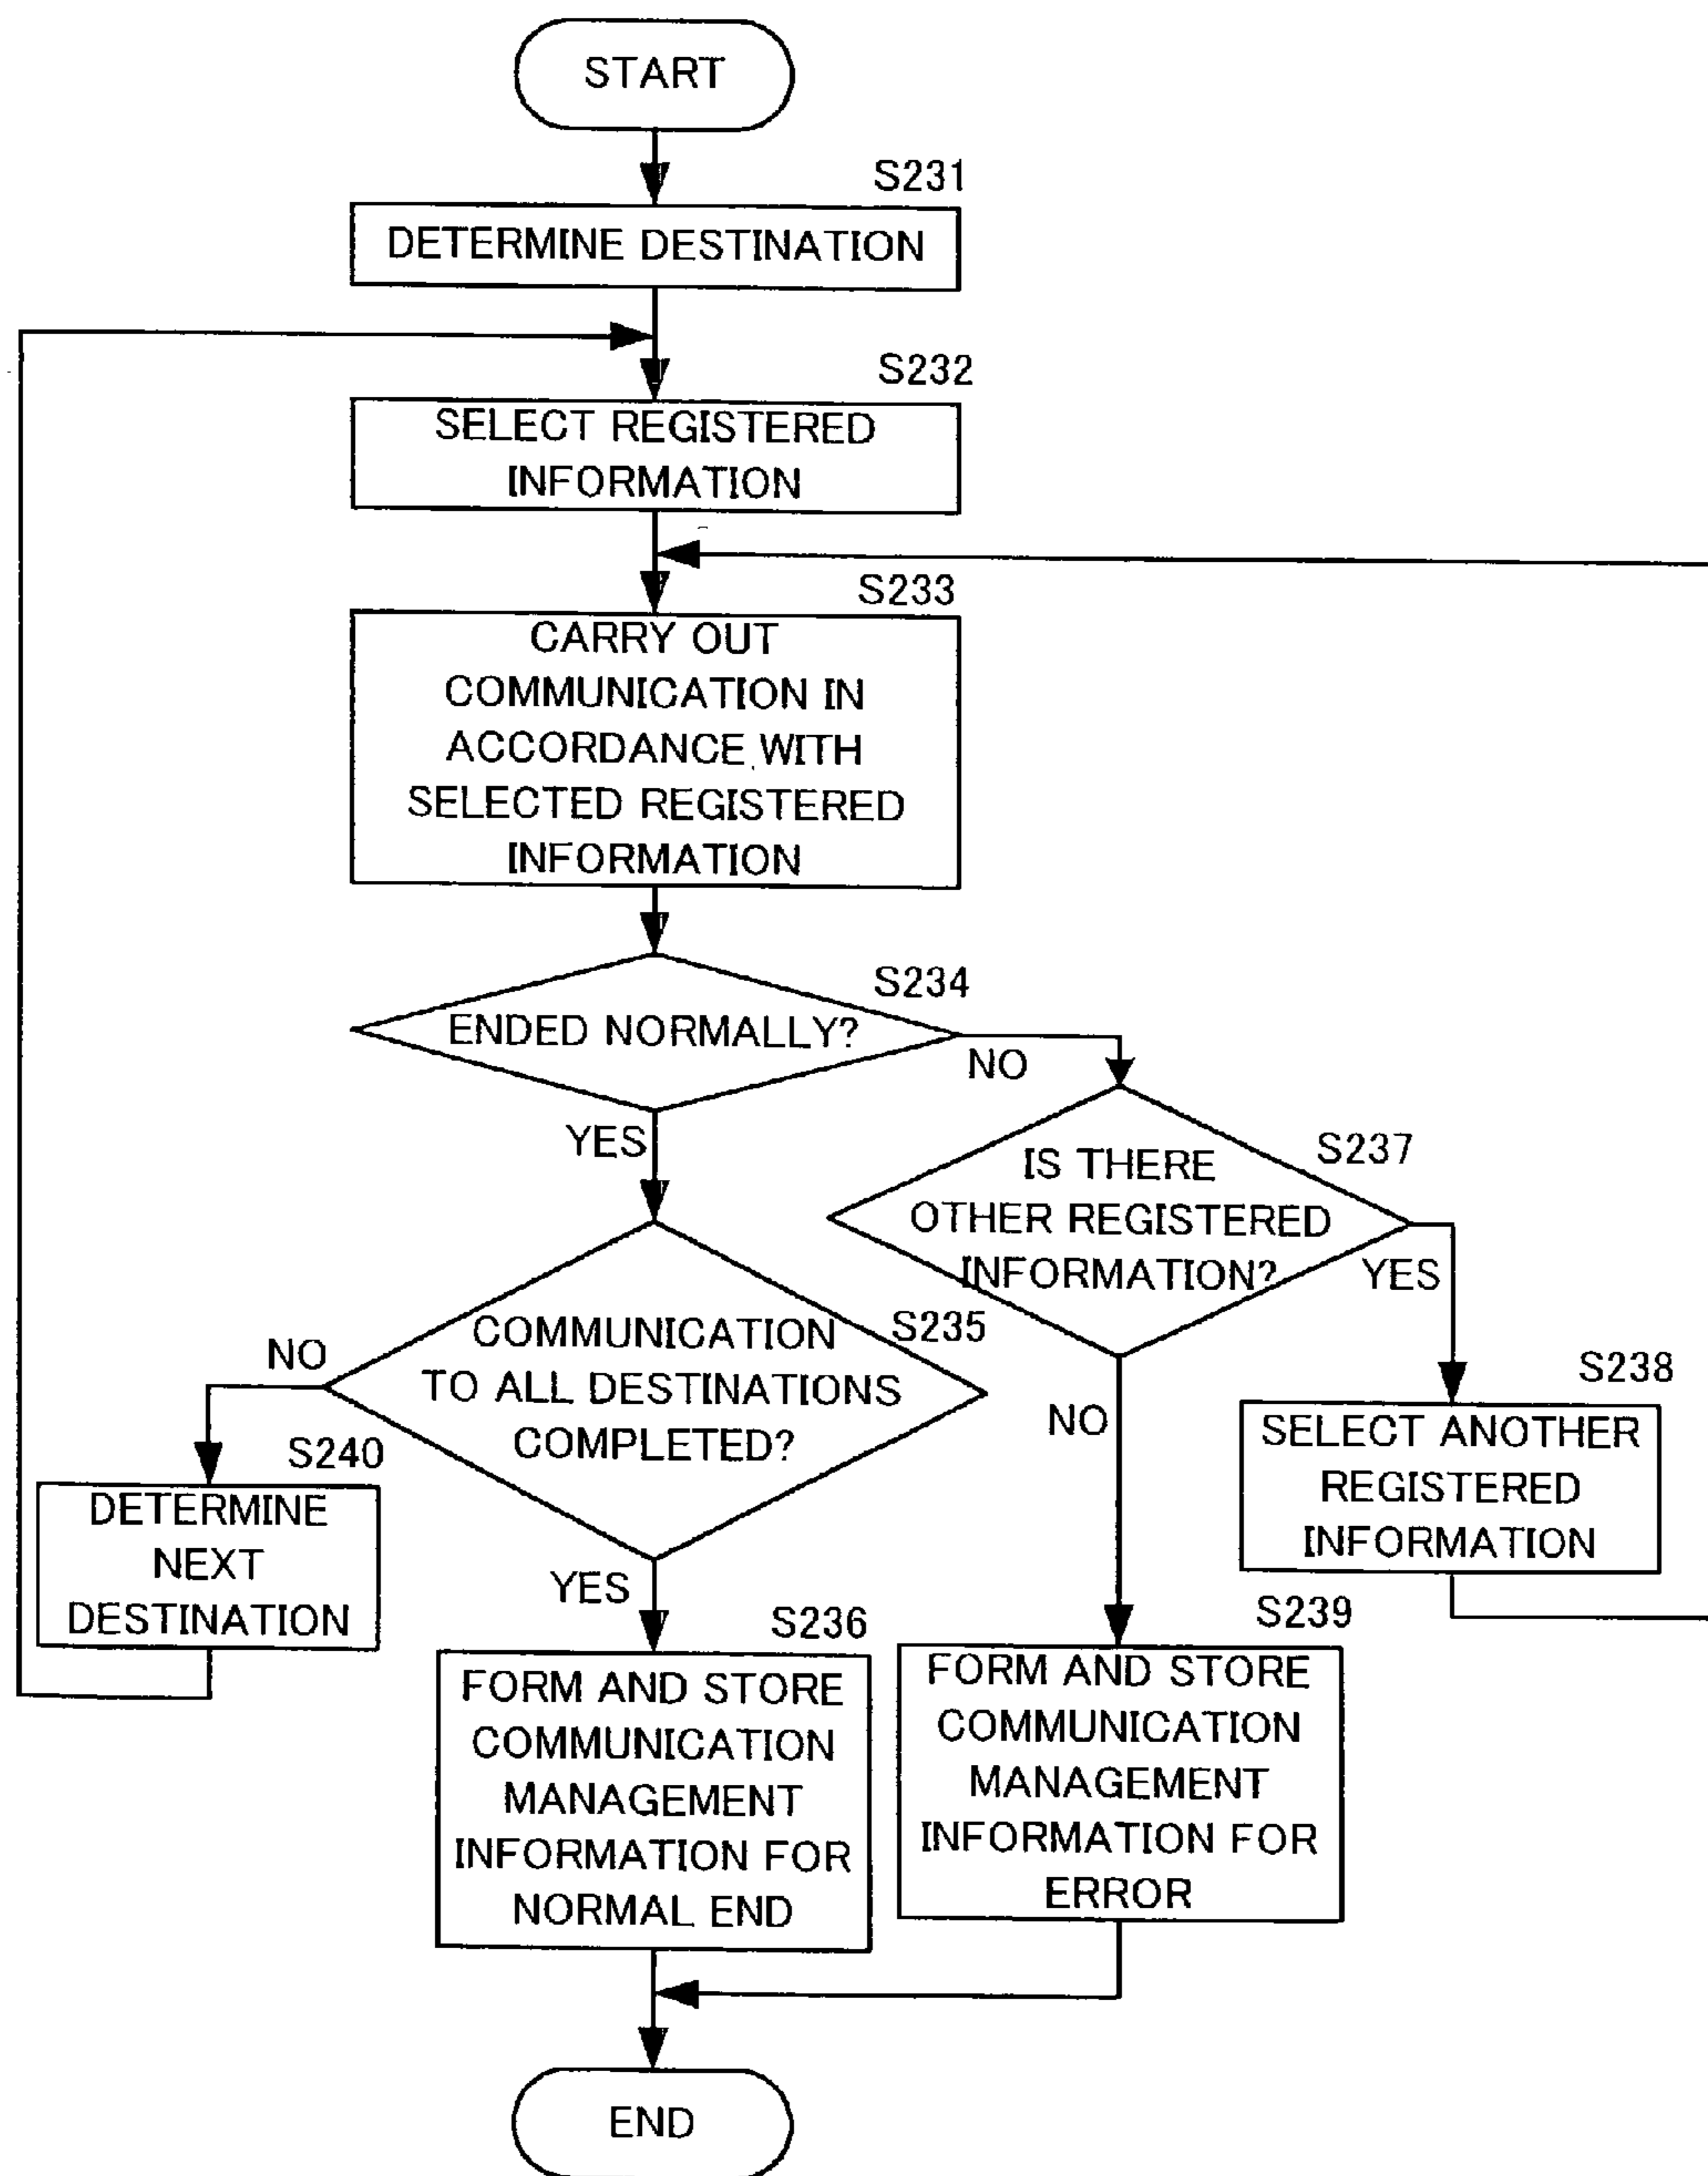 START
S231
DETERMINE DESTINATION
S232
SELECT REGISTERED
INFORMATION
S233
CARRY OUT
COMMUNICATION IN
ACCORDANCE WITH
SELECTED REGISTERED
INFORMATION
S234
ENDED NORMALLY?
NO
YES
S237
IS THERE
OTHER REGISTERED
INFORMATION?
YES
S235
COMMUNICATION
TO ALL DESTINATIONS
COMPLETED?
NO
NO
S238
SELECT ANOTHER
REGISTERED
INFORMATION
S240
DETERMINE
NEXT
DESTINATION
YES
S236
FORM AND STORE
COMMUNICATION
MANAGEMENT
INFORMATION FOR
NORMAL END
S239
FORM AND STORE
COMMUNICATION
MANAGEMENT
INFORMATION FOR
ERROR
END